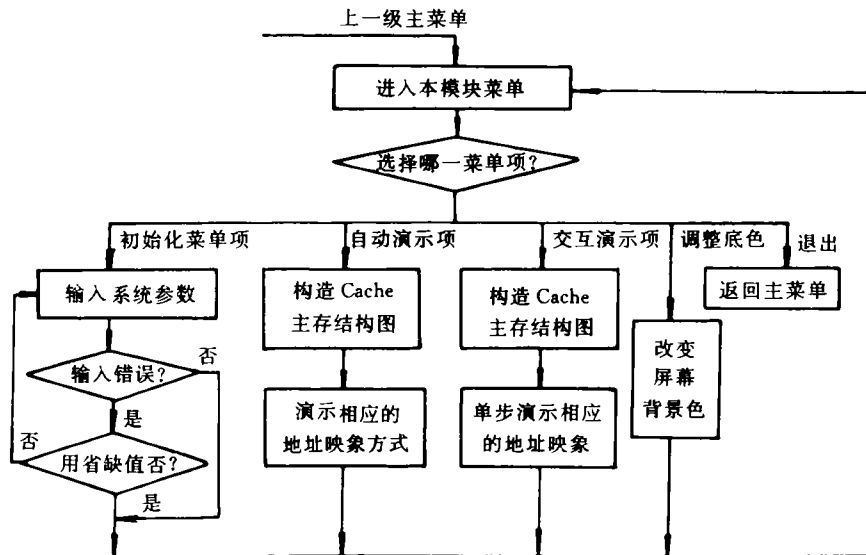 上一级主菜单
进入本模块菜单
选择哪一菜单项?
初始化菜单项
自动演示项
交互演示项
调整底色
退出
输入系统参数
构造 Cache
主存结构图
构造 Cache
主存结构图
返回主菜单
改变
屏幕
背景色
输入错误?
否
是
演示相应的
地址映象方式
单步演示相应
的地址映象
否
用省缺值否?
是